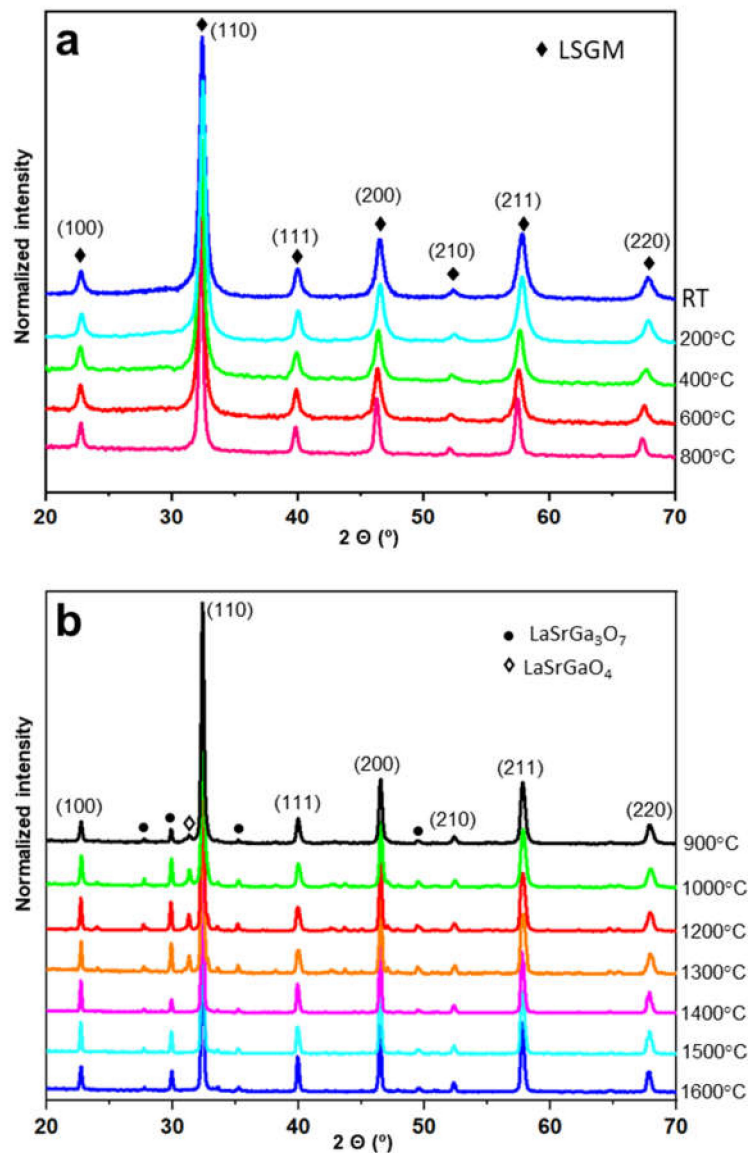 a
(110)
◆ LSGM
(100)
(111)
(200)
(210)
(211)
(220)
RT
200°C
400°C
600°C
800°C
Normalized intensity
20 30 40 50 60 70
2 Θ (º)
b
(110)
● LaSrGa₃O₇
◇ LaSrGaO₄
(100)
(111)
(200)
(210)
(211)
(220)
900°C
1000°C
1200°C
1300°C
1400°C
1500°C
1600°C
Normalized intensity
20 30 40 50 60 70
2 Θ (º)